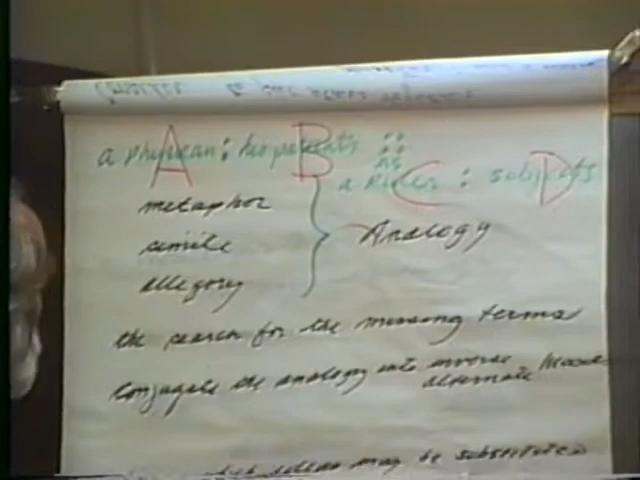 a physician : his patients ::
as
a Ruler : subjects
A B C D
metaphor
simile
Analogy
allegory
the search for the missing terms
Conjugate the analogy into inverse
alternate
may be substituted